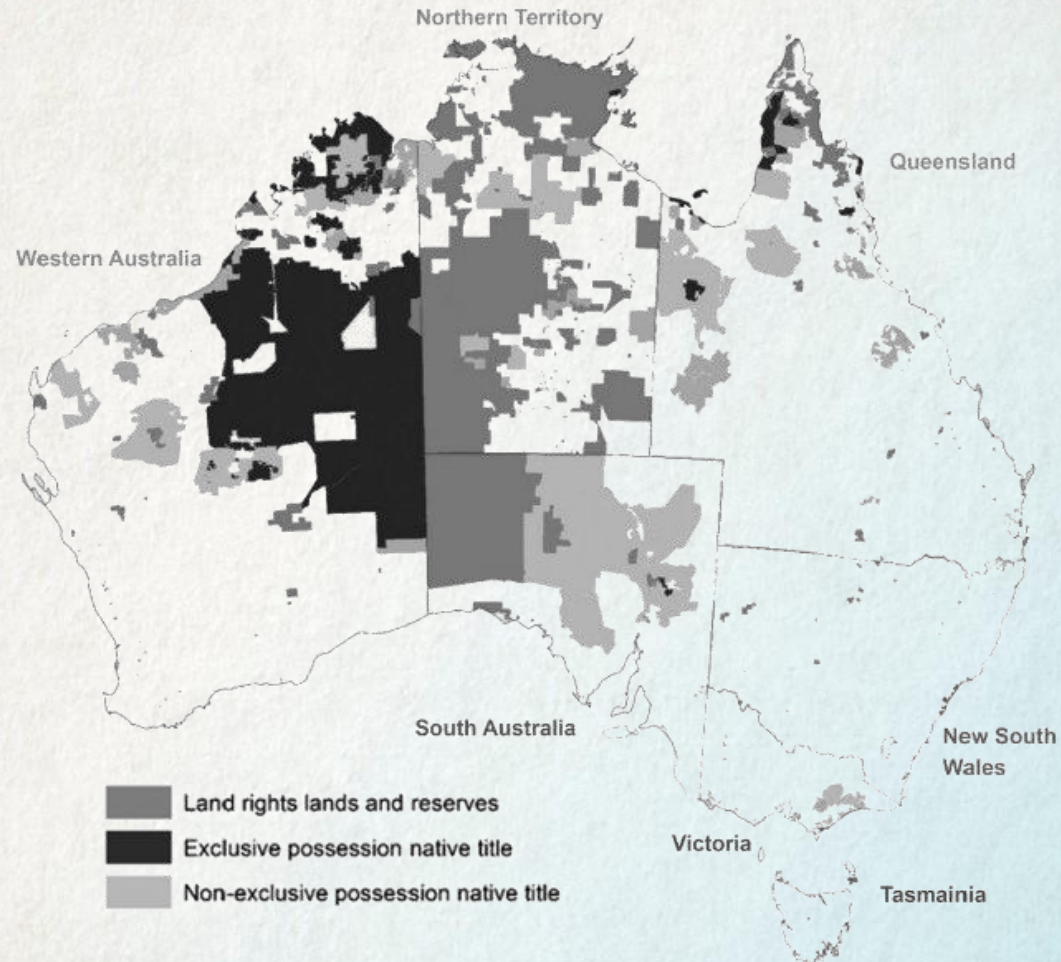 Northern Territory
Queensland
Western Australia
South Australia
New South
Wales
Land rights lands and reserves
Exclusive possession native title
Non-exclusive possession native title
Victoria
Tasmainia